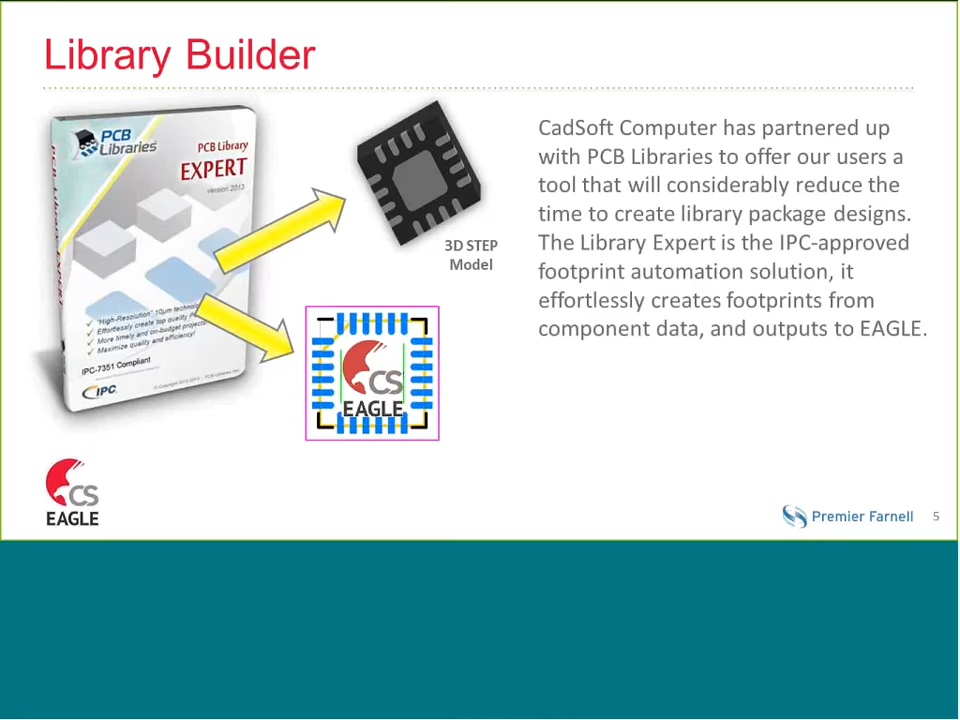 Library Builder
PCB
Libraries
PCB Library
EXPERT
Version 2013
PCB Library EXPERT
"High-Resolution" 10µm technolo
Effortlessly create top quality P
More timely and on-budget projects!
Maximize quality and efficiency!
IPC-7351 Compliant
IPC
3D STEP
Model
CS
EAGLE
CadSoft Computer has partnered up
with PCB Libraries to offer our users a
tool that will considerably reduce the
time to create library package designs.
The Library Expert is the IPC-approved
footprint automation solution, it
effortlessly creates footprints from
component data, and outputs to EAGLE.
CS
EAGLE
Premier Farnell
5